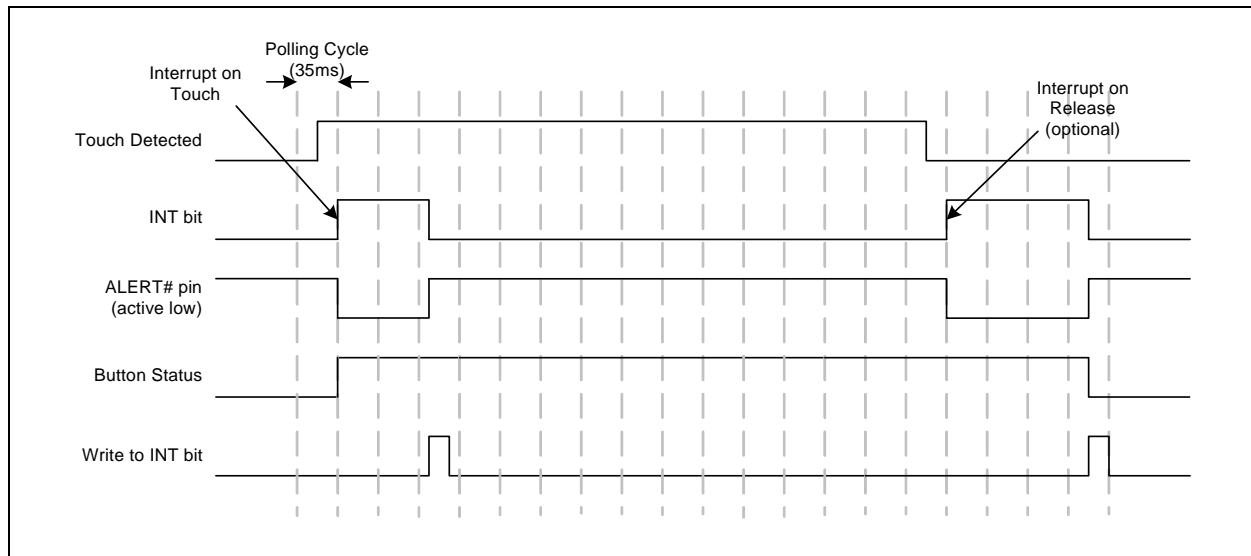 Polling Cycle
(35ms)
Interrupt on
Touch
Interrupt on
Release
(optional)
Touch Detected
INT bit
ALERT# pin
(active low)
Button Status
Write to INT bit